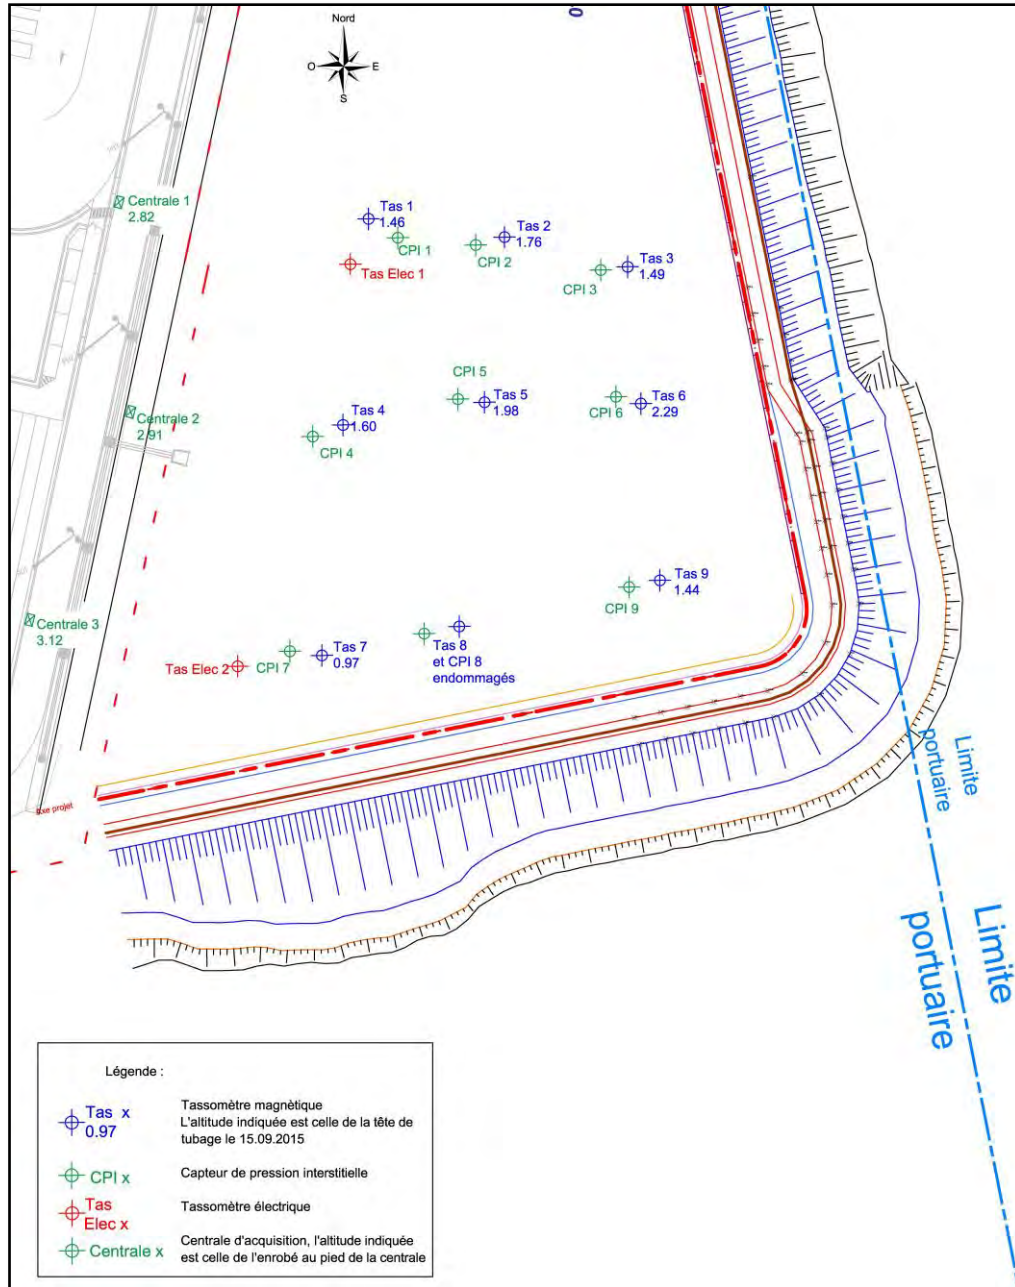 Nord
O
E
S
0
Centrale 1
2.82
Tas 1
1.46
CPI 1
Tas Elec 1
Tas 2
1.76
CPI 2
Tas 3
1.49
CPI 3
Centrale 2
2.91
Tas 4
1.60
CPI 4
CPI 5
Tas 5
1.98
CPI 6
Tas 6
2.29
Centrale 3
3.12
Tas Elec 2
CPI 7
Tas 7
0.97
Tas 8
et CPI 8
endommagés
CPI 9
Tas 9
1.44
Limite
portuaire
Limite
portuaire
Légende :
Tas x
0.97
Tassomètre magnètique
L'altitude indiquée est celle de la tête de
tubage le 15.09.2015
CPI x
Capteur de pression interstitielle
Tas
Elec x
Tassomètre électrique
Centrale x
Centrale d'acquisition, l'altitude indiquée
est celle de l'enrobé au pied de la centrale